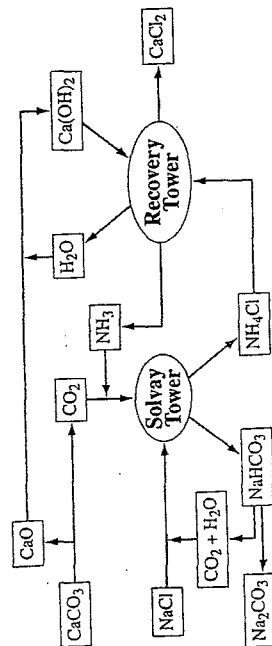 CaCO3
CaO
CO2
NH3
H2O
Ca(OH)2
CaCl2
Recovery
Tower
Solvay
Tower
NH4Cl
NaCl
CO2 + H2O
NaHCO3
Na2CO3